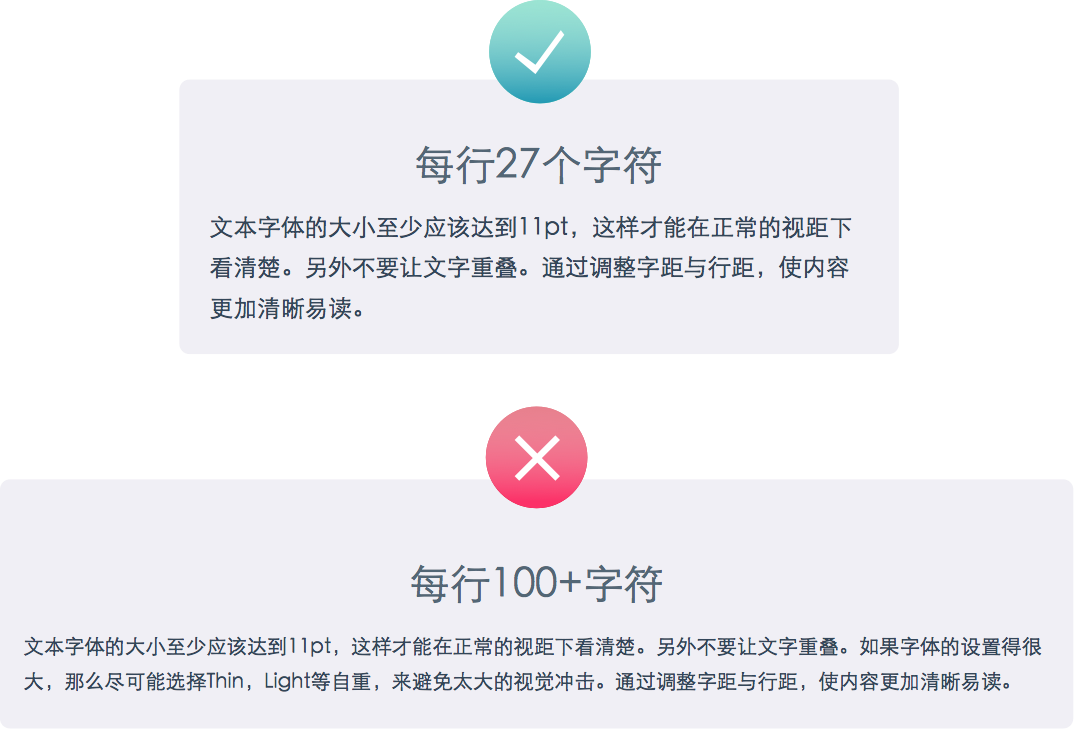 每行27个字符
文本字体的大小至少应该达到11pt，这样才能在正常的视距下
看清楚。另外不要让文字重叠。通过调整字距与行距，使内容
更加清晰易读。
每行100+字符
文本字体的大小至少应该达到11pt，这样才能在正常的视距下看清楚。另外不要让文字重叠。如果字体的设置得很
大，那么尽可能选择Thin，Light等自重，来避免太大的视觉冲击。通过调整字距与行距，使内容更加清晰易读。